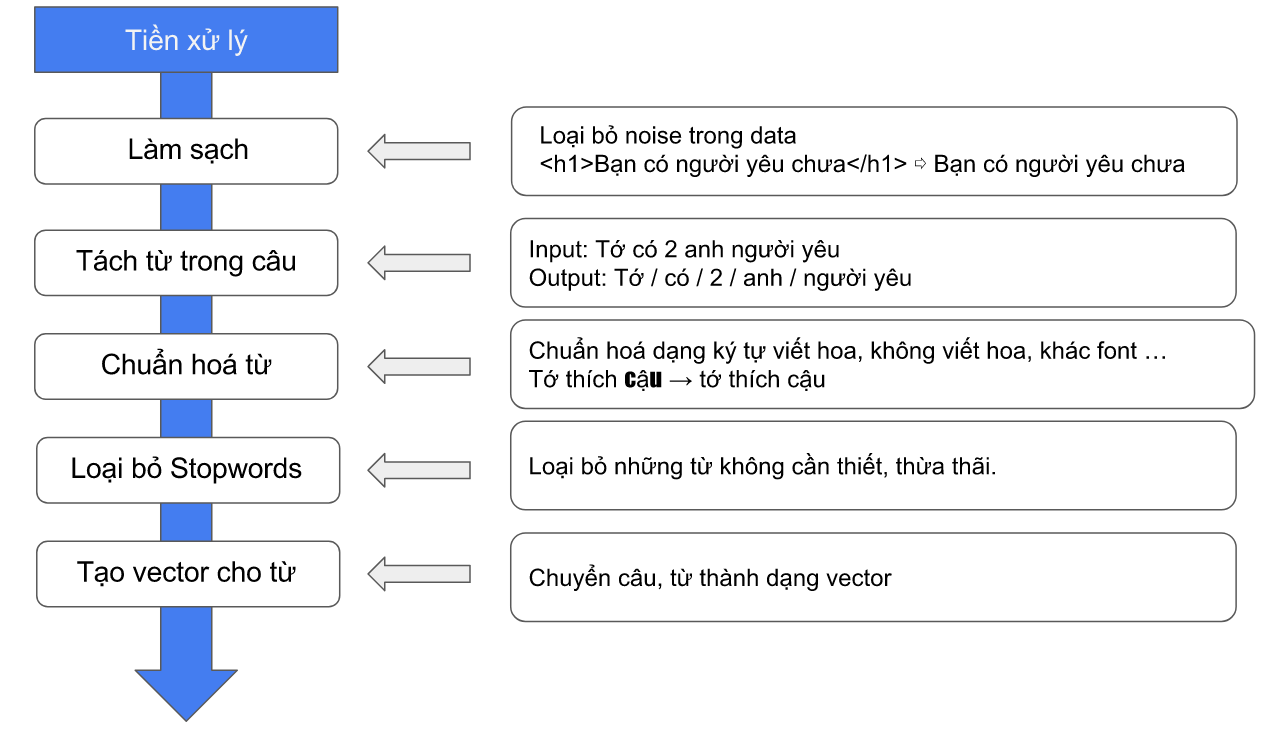 Tiền xử lý
Làm sạch
Loại bỏ noise trong data
<h1>Bạn có người yêu chưa</h1> ⇨ Bạn có người yêu chưa
Tách từ trong câu
Input: Tớ có 2 anh người yêu
Output: Tớ / có / 2 / anh / người yêu
Chuẩn hoá từ
Chuẩn hoá dạng ký tự viết hoa, không viết hoa, khác font …
Tớ thích cậu → tớ thích cậu
Loại bỏ Stopwords
Loại bỏ những từ không cần thiết, thừa thãi.
Tạo vector cho từ
Chuyển câu, từ thành dạng vector